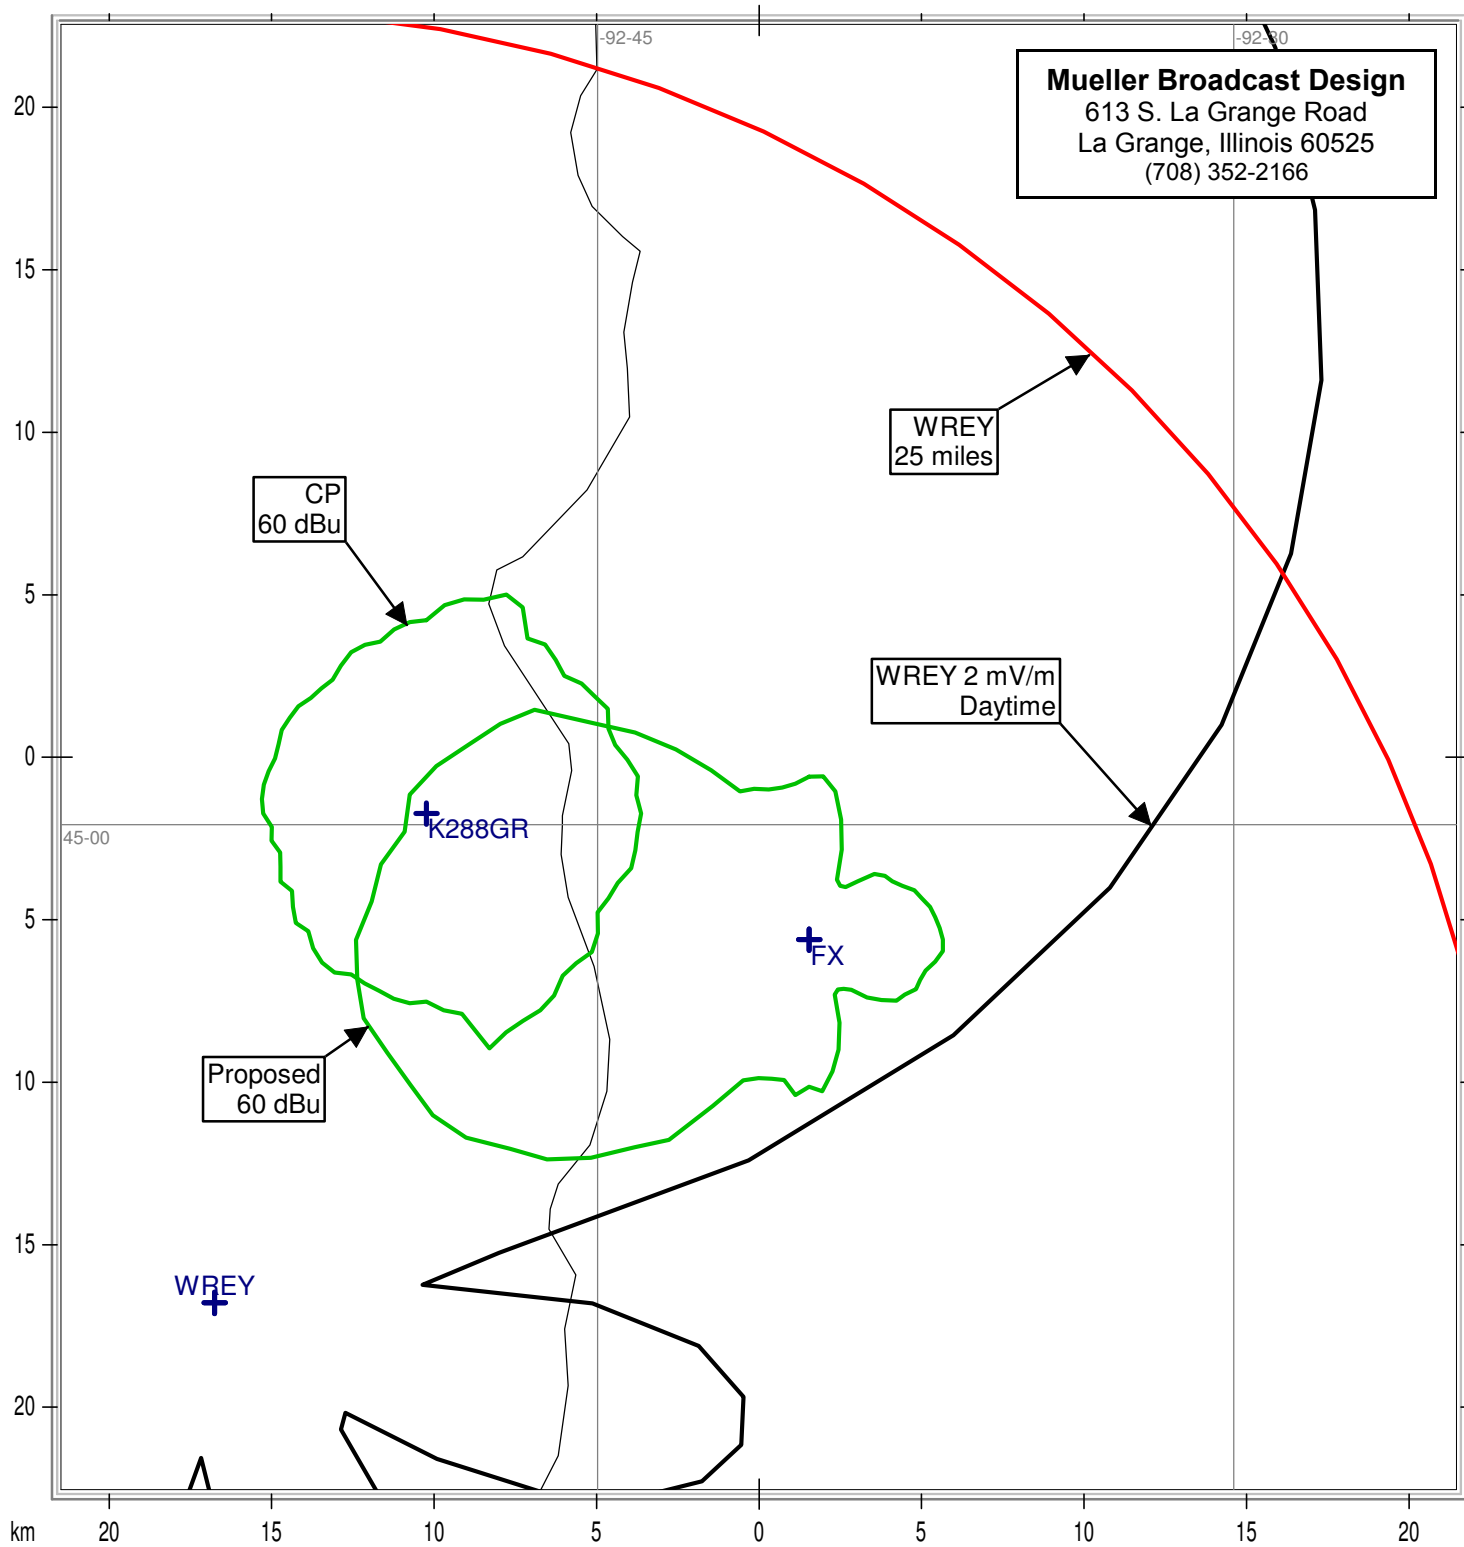 -92-45
-92-30
Mueller Broadcast Design
613 S. La Grange Road
La Grange, Illinois 60525
(708) 352-2166
20
15
10
5
0
5
10
15
20
WREY
25 miles
CP
60 dBu
WREY 2 mV/m
Daytime
K288GR
45-00
FX
Proposed
60 dBu
WREY
km
20
15
10
5
0
5
10
15
20